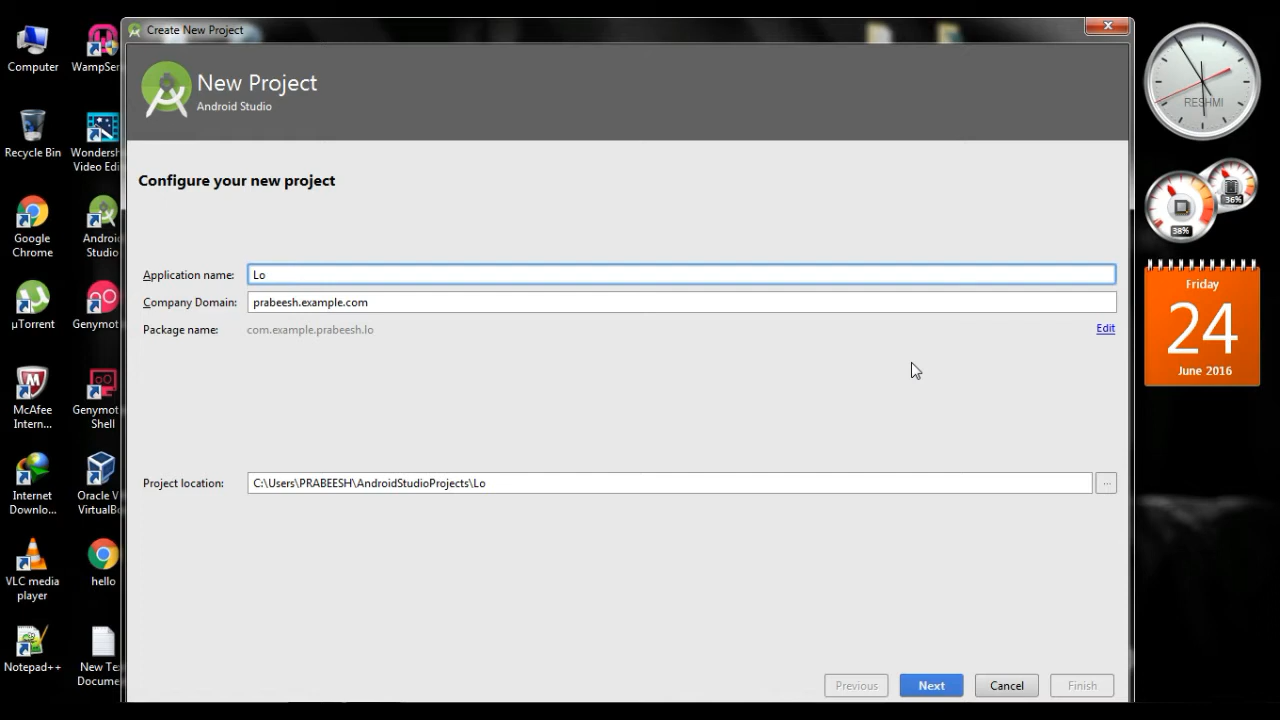 Create New Project
New Project
Android Studio
Configure your new project
Application name: Lo
Company Domain: prabeesh.example.com
Package name: com.example.prabeesh.lo
Edit
Project location: C:\Users\PRABEESH\AndroidStudioProjects\Lo
...
Previous
Next
Cancel
Finish
Computer
WampSer
Recycle Bin
Wondersh
Video Edi
Google
Chrome
Android
Studio
µTorrent
Genymot
McAfee
Intern...
Genymot
Shell
Internet
Downlo...
Oracle V
VirtualBo
VLC media
player
hello
Notepad++
New Te
Docume
RESHMI
36%
38%
Friday
24
June 2016